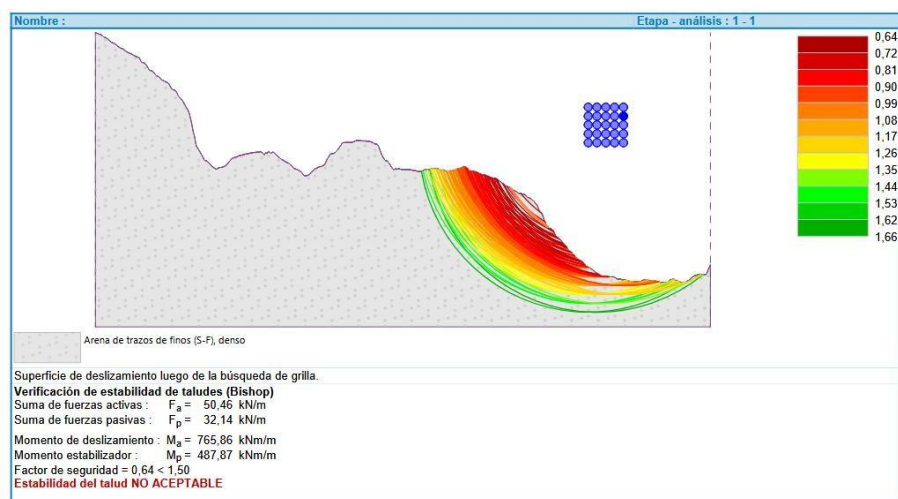 Nombre : Etapa - análisis : 1 - 1
0,64
0,72
0,81
0,90
0,99
1,08
1,17
1,26
1,35
1,44
1,53
1,62
1,66
Arena de trazos de finos (S-F), denso
Superficie de deslizamiento luego de la búsqueda de grilla.
Verificación de estabilidad de taludes (Bishop)
Suma de fuerzas activas : Fa = 50,46 kN/m
Suma de fuerzas pasivas : Fp = 32,14 kN/m
Momento de deslizamiento : Ma = 765,86 kNm/m
Momento estabilizador : Mp = 487,87 kNm/m
Factor de seguridad = 0,64 < 1,50
Estabilidad del talud NO ACEPTABLE